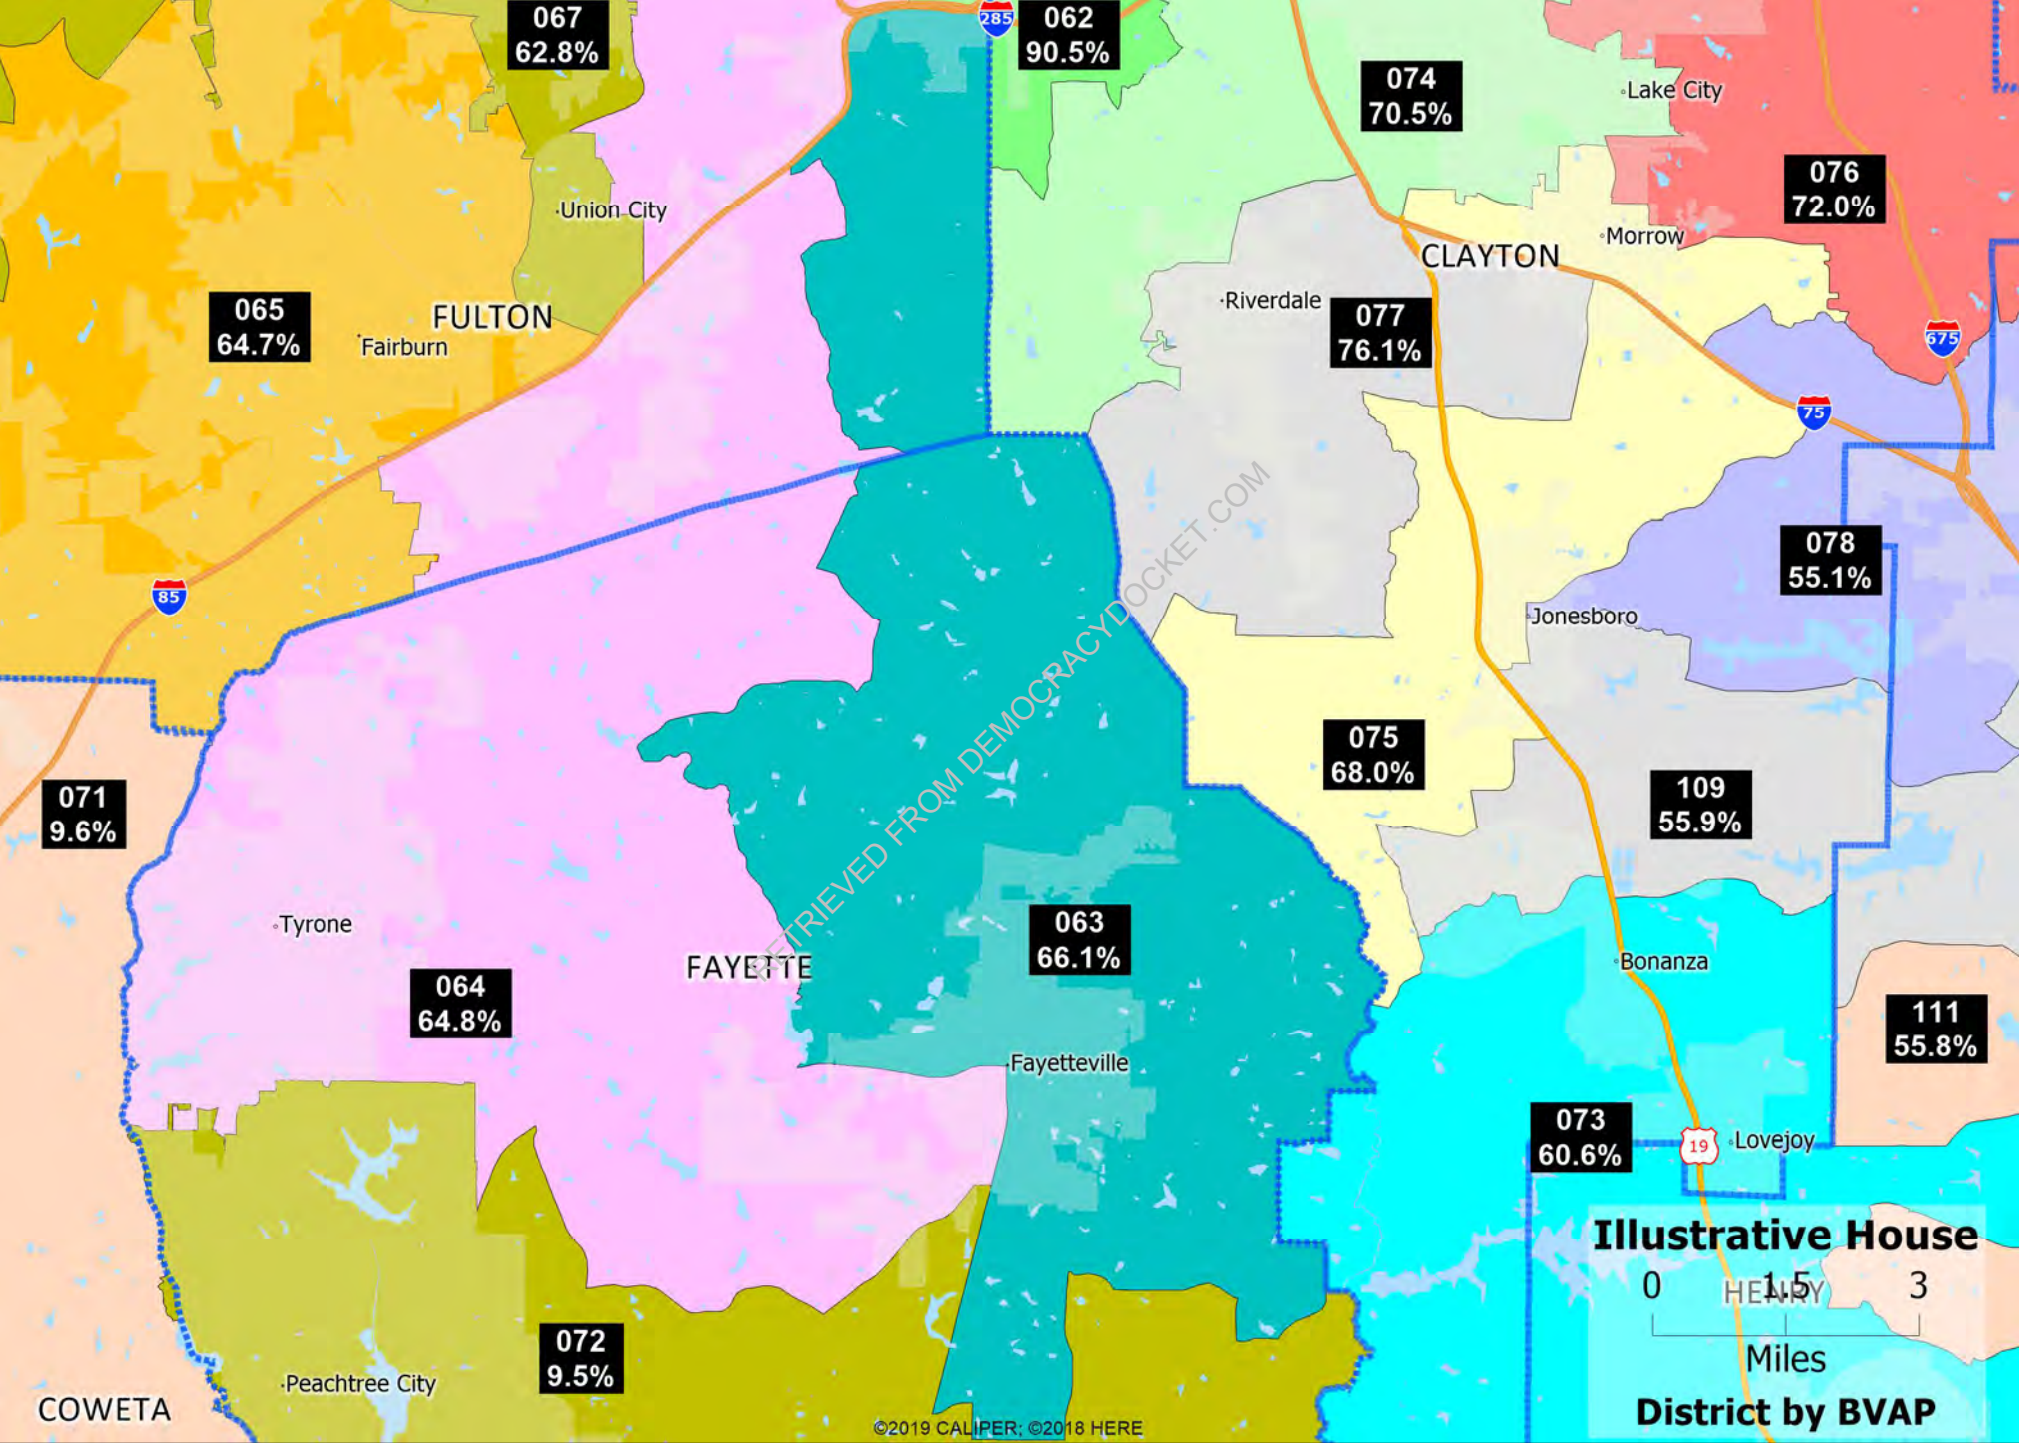 067
62.8%
285
062
90.5%
074
70.5%
Lake City
076
72.0%
Union City
Morrow
CLAYTON
065
64.7%
FULTON
Fairburn
Riverdale
077
76.1%
675
75
078
55.1%
85
Jonesboro
RETRIEVED FROM DEMOCRACYDOCKET.COM
075
68.0%
071
9.6%
109
55.9%
Tyrone
FAYETTE
063
66.1%
Bonanza
064
64.8%
111
55.8%
Fayetteville
073
60.6%
19
Lovejoy
Illustrative House
0 1.5 3
HENRY
Miles
District by BVAP
072
9.5%
Peachtree City
COWETA
©2019 CALIPER; ©2018 HERE